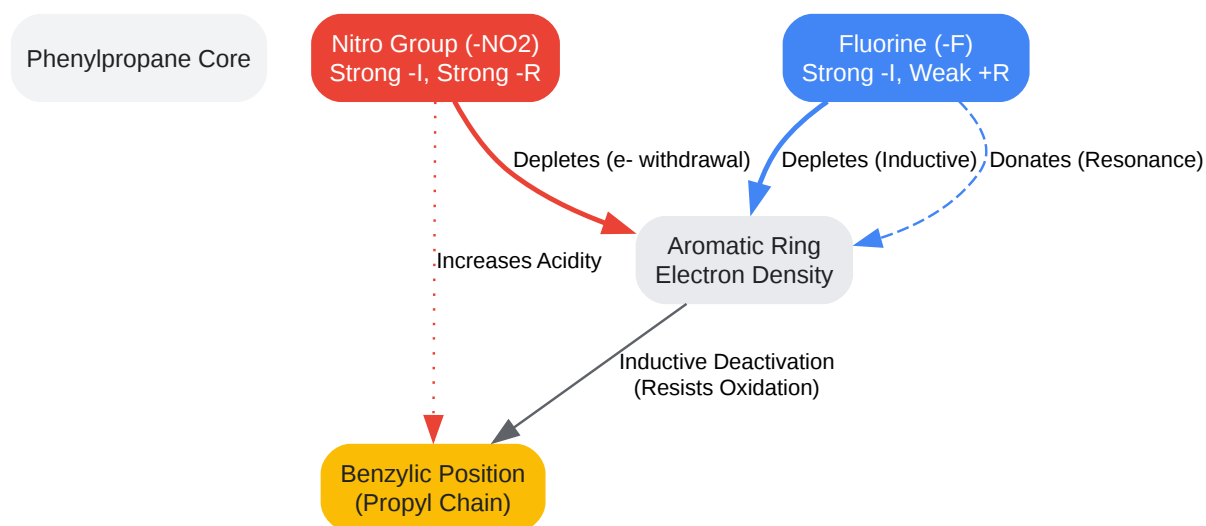 Phenylpropane Core
Nitro Group (-NO2)
Strong -I, Strong -R
Fluorine (-F)
Strong -I, Weak +R
Depletes (e- withdrawal)
Depletes (Inductive)
Donates (Resonance)
Aromatic Ring
Electron Density
Increases Acidity
Inductive Deactivation
(Resists Oxidation)
Benzylic Position
(Propyl Chain)